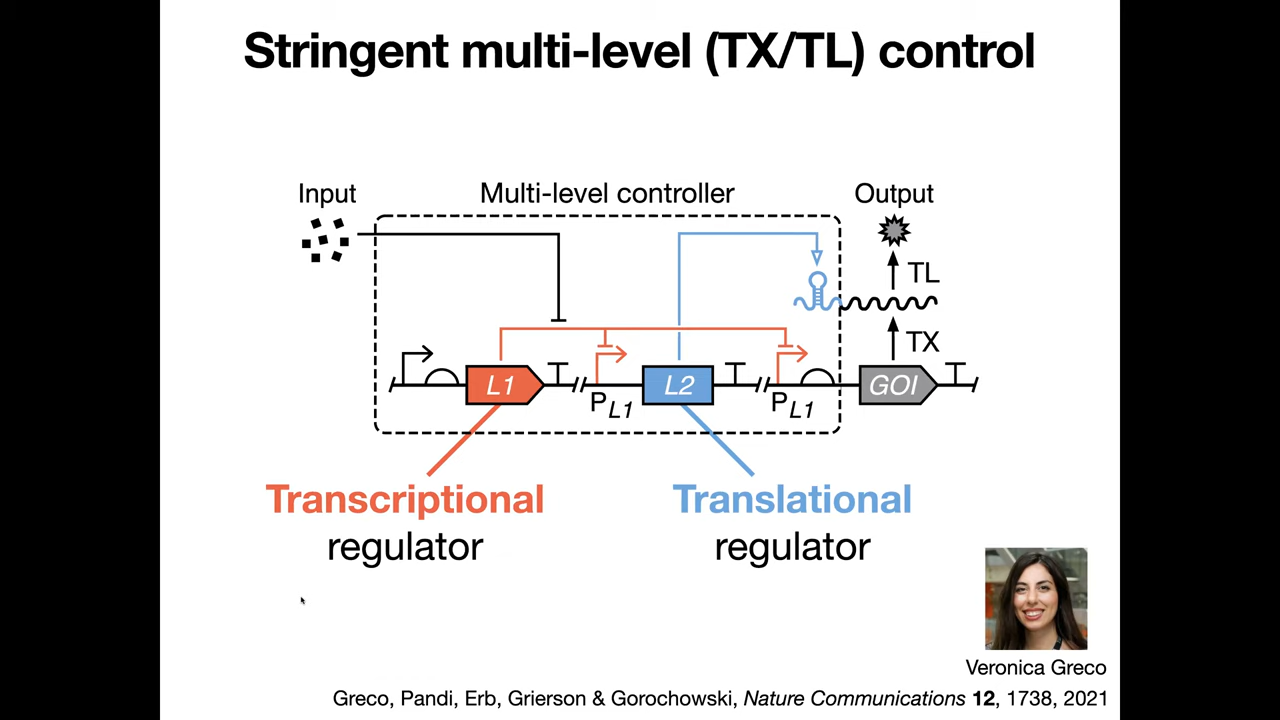 Stringent multi-level (TX/TL) control
Input
Multi-level controller
Output
TL
TX
L1
L2
GOI
PL1
PL1
Transcriptional
regulator
Translational
regulator
Veronica Greco
Greco, Pandi, Erb, Grierson & Gorochowski, Nature Communications 12, 1738, 2021